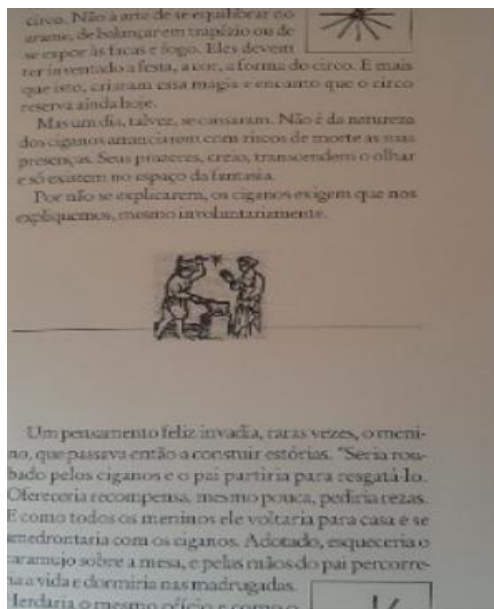 circo. Não a arte de se equilibrar no
arame, de balançar em trapézio ou de
se expor às facas e fogo. Eles devem
ter inventado a festa, a cor, a forma do circo. E mais
que isto, criaram essa magia e encanto que o circo
reserva ainda hoje.
Mas um dia, talvez, se cansaram. Não é da natureza
dos ciganos anunciarem com riscos de morte as suas
presenças. Seus prazeres, creio, transcendem o olhar
e só existem no espaço da fantasia.
Por não se explicarem, os ciganos exigem que nos
expliquemos, mesmo involuntariamente.
Um pensamento feliz invadia, raras vezes, o meni-
no, que passava então a construir estórias. "Seria rou-
bado pelos ciganos e o pai partiria para resgatá-lo.
Ofereceria recompensa, mesmo pouca, pediria rezas.
E como todos os meninos ele voltaria para casa e se
amedrontaria com os ciganos. Adotado, esqueceria o
caramujo sobre a mesa, e pelas mãos do pai percorre-
ria a vida e dormiria nas madrugadas.
Herdaria o mesmo ofício e como o